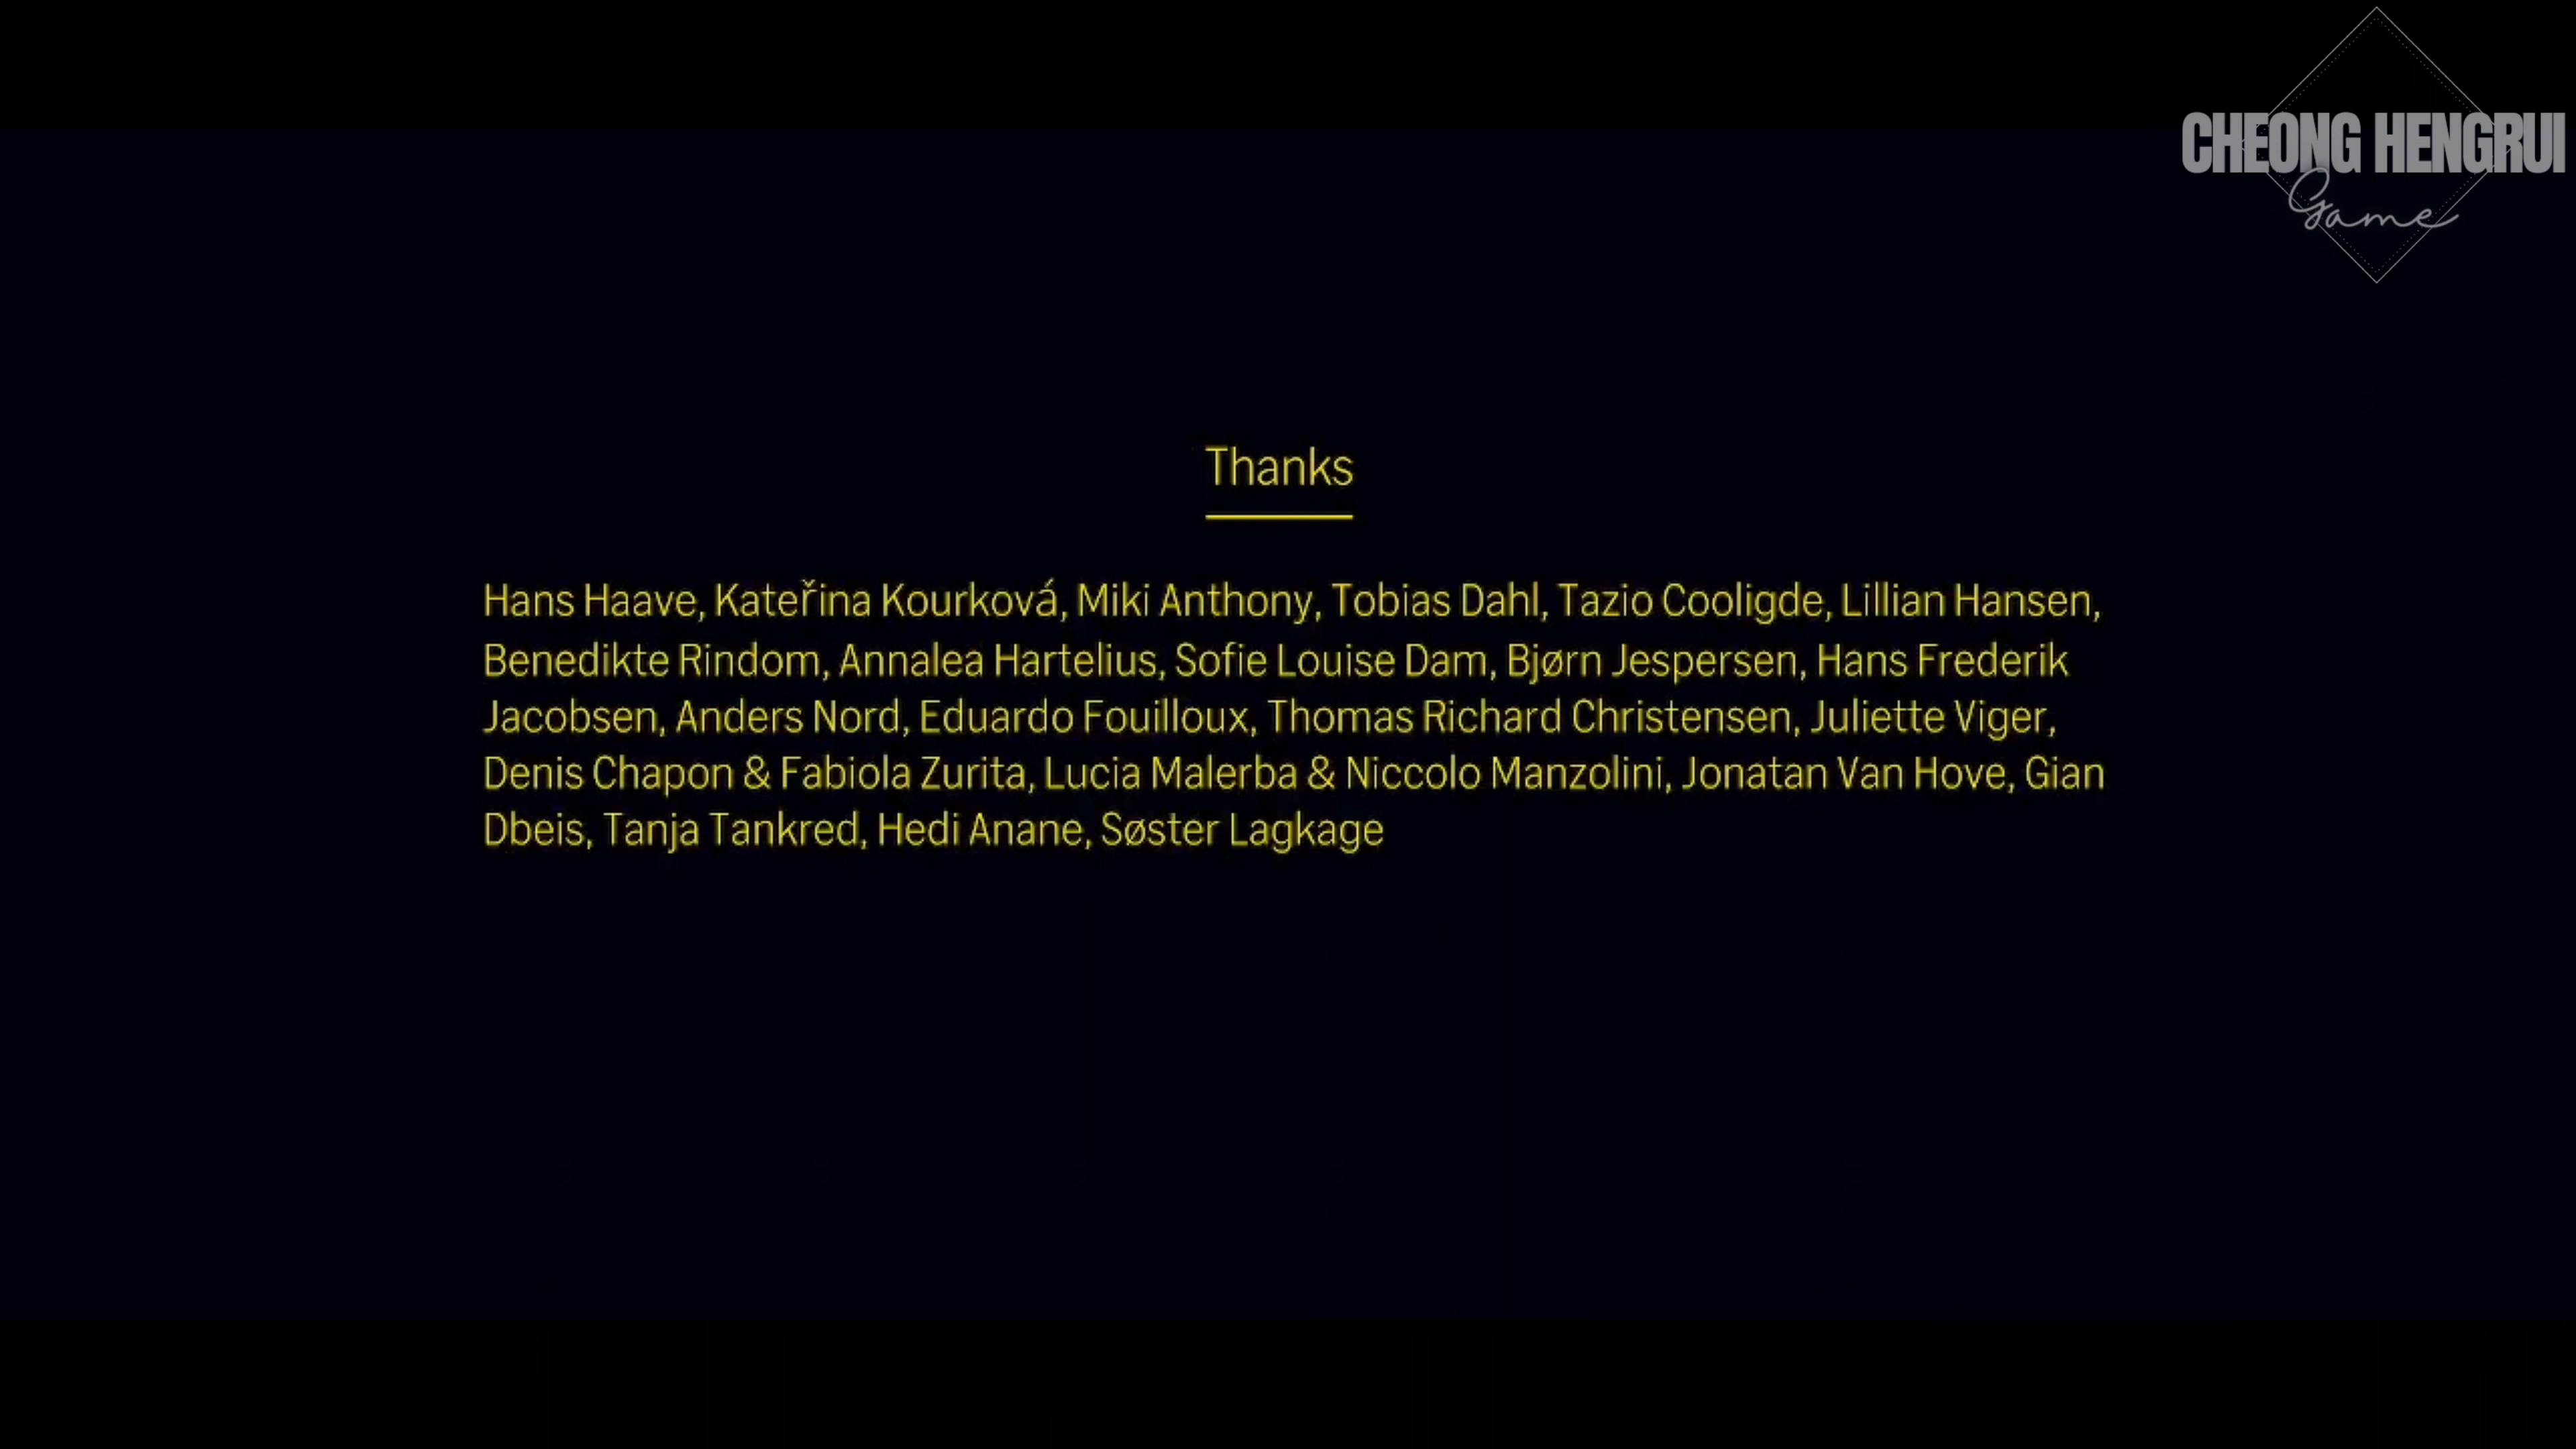 CHEONG HENGRUI
Game
Thanks
Hans Haave, Kateřina Kourková, Miki Anthony, Tobias Dahl, Tazio Cooligde, Lillian Hansen,
Benedikte Rindom, Annalea Hartelius, Sofie Louise Dam, Bjørn Jespersen, Hans Frederik
Jacobsen, Anders Nord, Eduardo Fouilloux, Thomas Richard Christensen, Juliette Viger,
Denis Chapon & Fabiola Zurita, Lucia Malerba & Niccolo Manzolini, Jonatan Van Hove, Gian
Dbeis, Tanja Tankred, Hedi Anane, Søster Lagkage